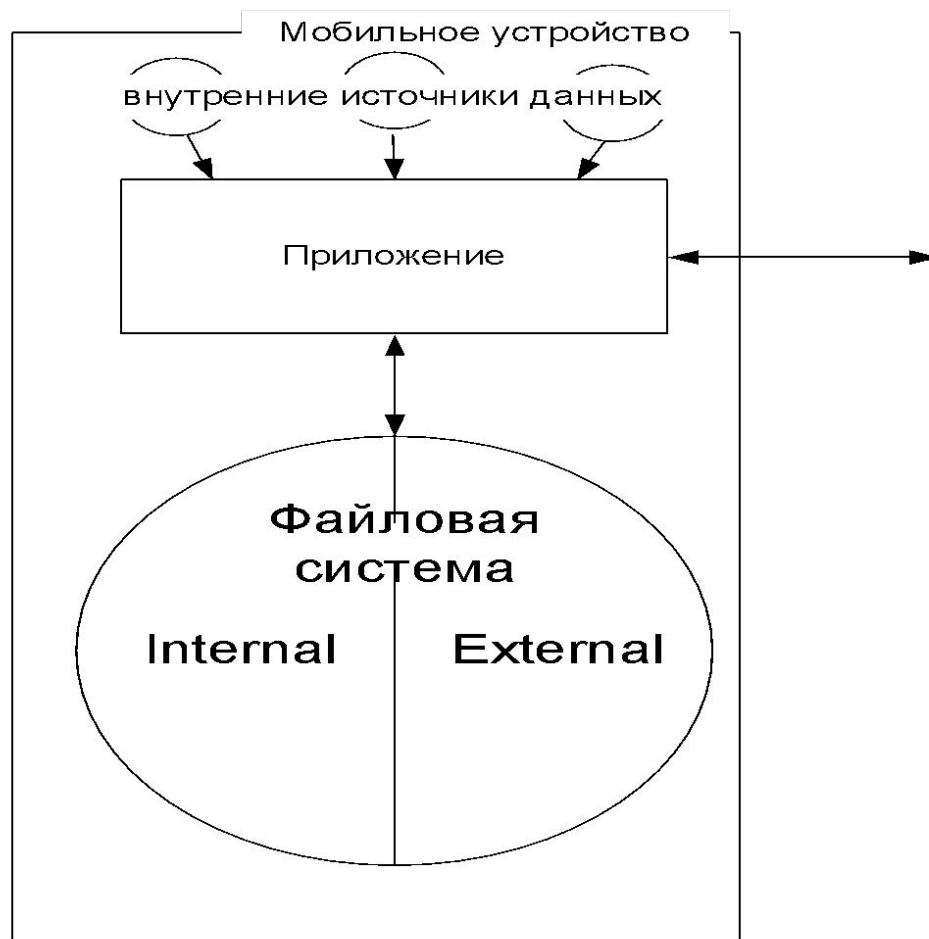 Мобильное устройство
внутренние источники данных
Приложение
Файловая
система
Internal External